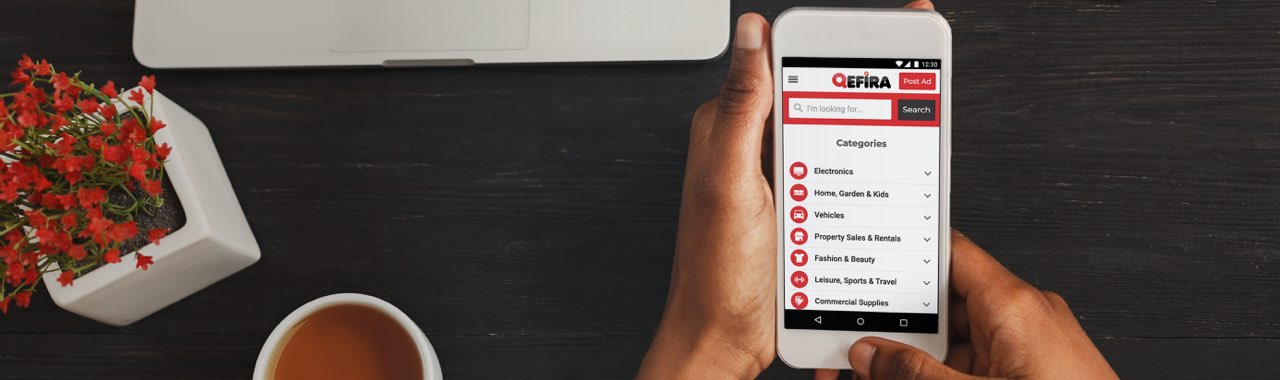 12:30
QEFIRA
Post Ad
I'm looking for...
Search
Categories
Electronics
Home, Garden & Kids
Vehicles
Property Sales & Rentals
Fashion & Beauty
Leisure, Sports & Travel
Commercial Supplies